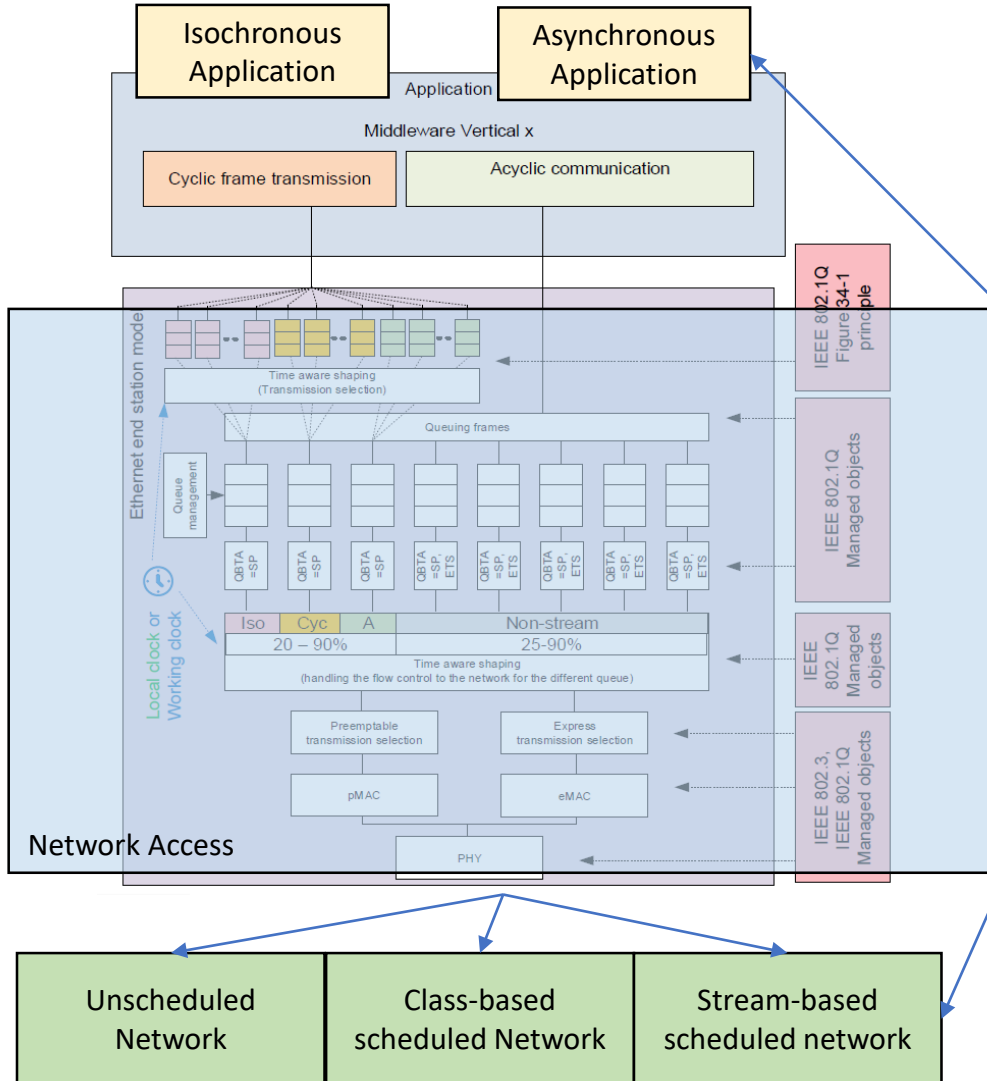 Isochronous
Application
Asynchronous
Application
Application
Middleware Vertical x
Cyclic frame transmission
Acyclic communication
Ethernet end station model
IEEE 802.1Q
Figure 34-1
principle
Time aware shaping
(Transmission selection)
Queuing frames
Queue
management
IEEE 802.1Q
Managed objects
QBTA
=SP
QBTA
=SP
QBTA
=SP
QBTA
=SP,
ETS
QBTA
=SP,
ETS
QBTA
=SP,
ETS
QBTA
=SP,
ETS
QBTA
=SP,
ETS
Local clock or
Working clock
Iso
Cyc
A
Non-stream
20 – 90%
25-90%
Time aware shaping
(handling the flow control to the network for the different queue)
IEEE
802.1Q
Managed
objects
Preemptable
transmission selection
Express
transmission selection
pMAC
eMAC
IEEE 802.3,
IEEE 802.1Q
Managed objects
Network Access
PHY
Unscheduled
Network
Class-based
scheduled Network
Stream-based
scheduled network